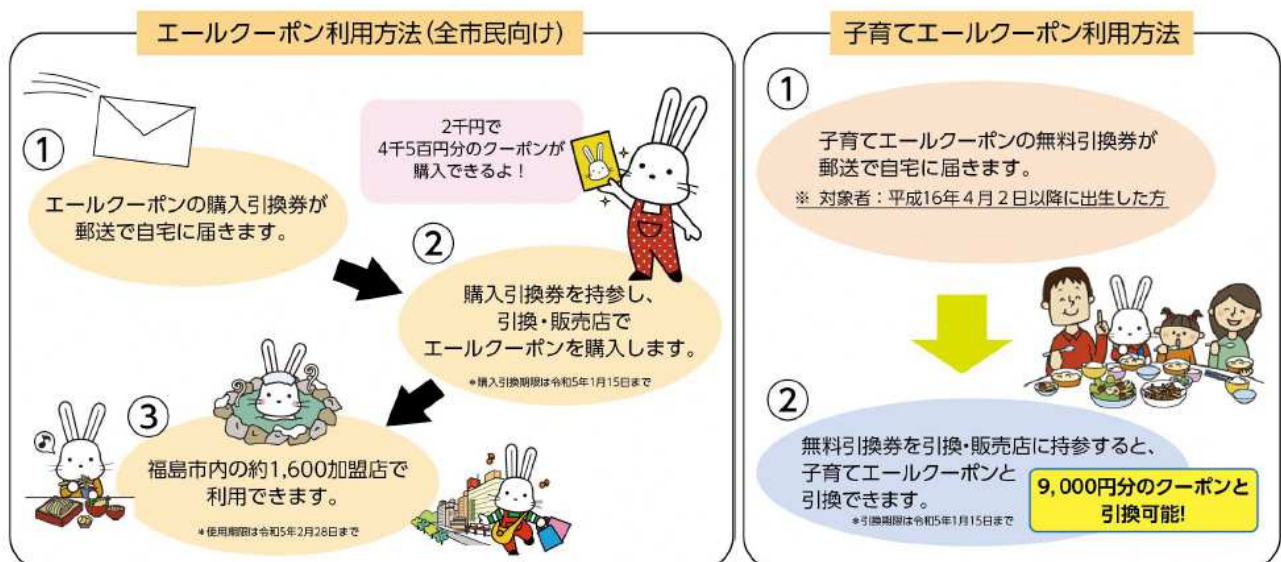 エールクーポン利用方法(全市民向け)
①
エールクーポンの購入引換券が
郵送で自宅に届きます。
2千円で
4千5百円分のクーポンが
購入できるよ!
②
購入引換券を持参し、
引換・販売店で
エールクーポンを購入します。
*購入引換期限は令和5年1月15日まで
③
福島市内の約1,600加盟店で
利用できます。
*使用期限は令和5年2月28日まで
子育てエールクーポン利用方法
①
子育てエールクーポンの無料引換券が
郵送で自宅に届きます。
※ 対象者:平成16年4月2日以降に出生した方
②
無料引換券を引換・販売店に持参すると、
子育てエールクーポンと
引換できます。
*引換期限は令和5年1月15日まで
9,000円分のクーポンと
引換可能!